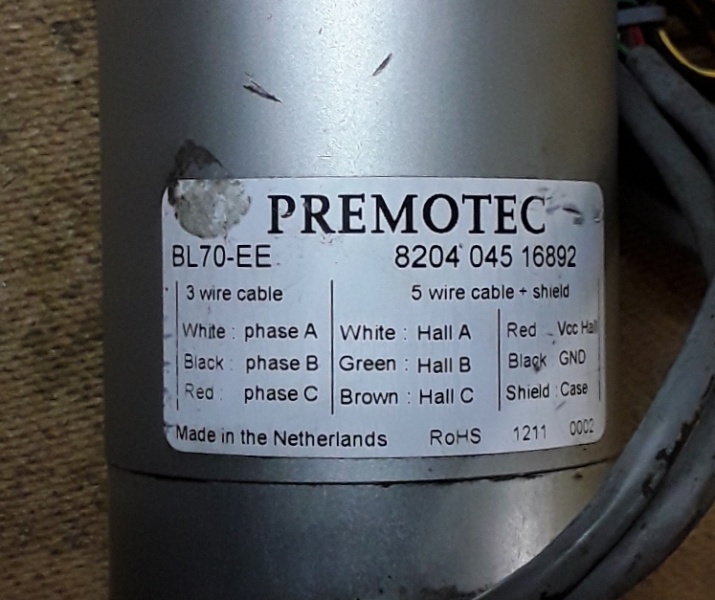 PREMOTEC
BL70-EE 8204 045 16892
3 wire cable 5 wire cable + shield
White : phase A White : Hall A Red Vcc Hall
Black : phase B Green : Hall B Black GND
Red : phase C Brown : Hall C Shield : Case
Made in the Netherlands RoHS 1211 0002